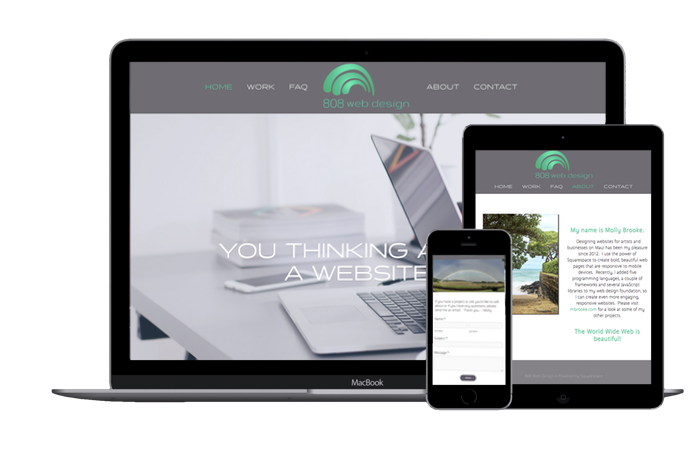 HOME WORK FAQ ABOUT CONTACT
808 web design
YOU THINKING A
A WEBSITE
MacBook
808 web design
HOME WORK FAQ ABOUT CONTACT
My name is Molly Brooke.
Designing websites for artists and
businesses on Maui has been my pleasure
since 2012. I use the power of
Squarespace to create bold, beautiful web
pages that are responsive to mobile
devices. Recently, I added five
programming languages, a couple of
frameworks and several JavaScript
libraries to my web design foundation, so
I can create even more engaging,
responsive websites. Please visit
mbrooke.com for a look at some of my
other projects.
The World Wide Web is
beautiful!
Name *
Subject *
Message *